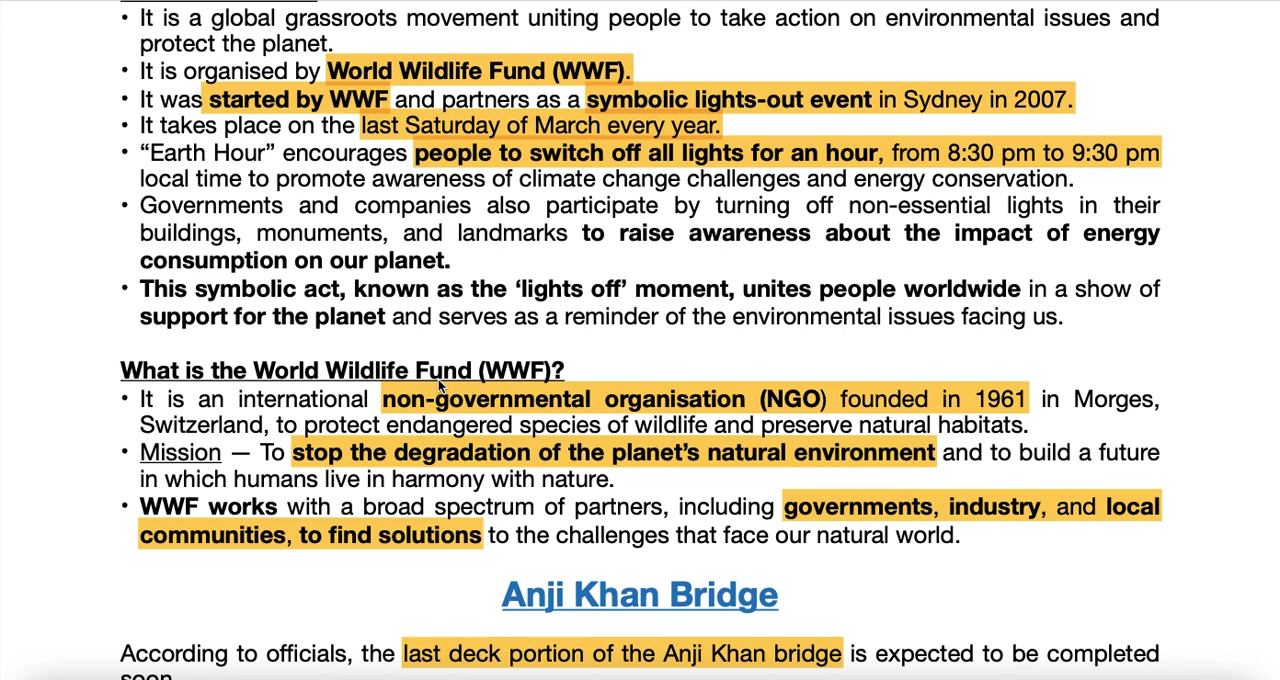 • It is a global grassroots movement uniting people to take action on environmental issues and
protect the planet.
• It is organised by World Wildlife Fund (WWF).
• It was started by WWF and partners as a symbolic lights-out event in Sydney in 2007.
• It takes place on the last Saturday of March every year.
• “Earth Hour” encourages people to switch off all lights for an hour, from 8:30 pm to 9:30 pm
local time to promote awareness of climate change challenges and energy conservation.
• Governments and companies also participate by turning off non-essential lights in their
buildings, monuments, and landmarks to raise awareness about the impact of energy
consumption on our planet.
• This symbolic act, known as the ‘lights off’ moment, unites people worldwide in a show of
support for the planet and serves as a reminder of the environmental issues facing us.
What is the World Wildlife Fund (WWF)?
• It is an international non-governmental organisation (NGO) founded in 1961 in Morges,
Switzerland, to protect endangered species of wildlife and preserve natural habitats.
• Mission — To stop the degradation of the planet’s natural environment and to build a future
in which humans live in harmony with nature.
• WWF works with a broad spectrum of partners, including governments, industry, and local
communities, to find solutions to the challenges that face our natural world.
Anji Khan Bridge
According to officials, the last deck portion of the Anji Khan bridge is expected to be completed
soon.